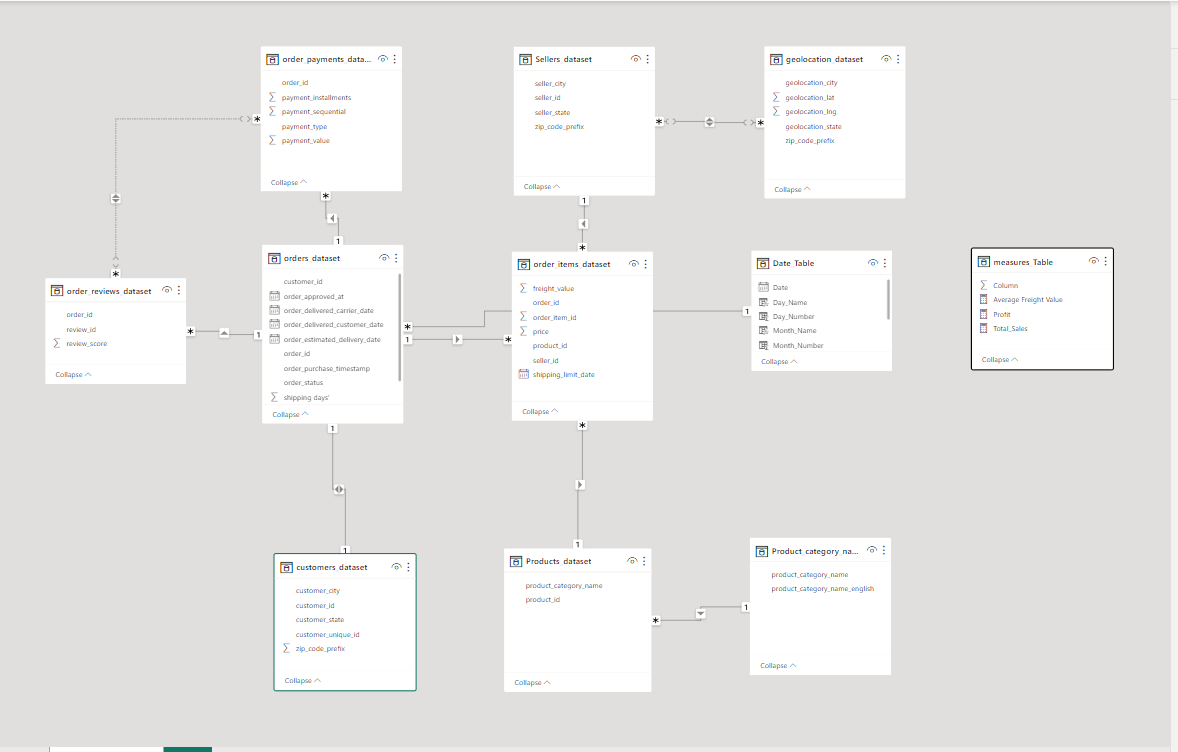 order_payments_data...
order_id
payment_installments
payment_sequential
payment_type
payment_value
Collapse
Sellers_dataset
seller_city
seller_id
seller_state
zip_code_prefix
Collapse
geolocation_dataset
geolocation_city
geolocation_lat
geolocation_lng
geolocation_state
zip_code_prefix
Collapse
order_reviews_dataset
order_id
review_id
review_score
Collapse
orders_dataset
customer_id
order_approved_at
order_delivered_carrier_date
order_delivered_customer_date
order_estimated_delivery_date
order_id
order_purchase_timestamp
order_status
shipping days'
Collapse
order_items_dataset
freight_value
order_id
order_item_id
price
product_id
seller_id
shipping_limit_date
Collapse
Date_Table
Date
Day_Name
Day_Number
Month_Name
Month_Number
Collapse
measures_Table
Column
Average Freight Value
Profit
Total_Sales
Collapse
customers_dataset
customer_city
customer_id
customer_state
customer_unique_id
zip_code_prefix
Collapse
Products_dataset
product_category_name
product_id
Collapse
Product_category_na...
product_category_name
product_category_name_english
Collapse
*
*
1
*
1
*
1
*
*
*
1
*
1
*
1
1
1
*
1
*
1